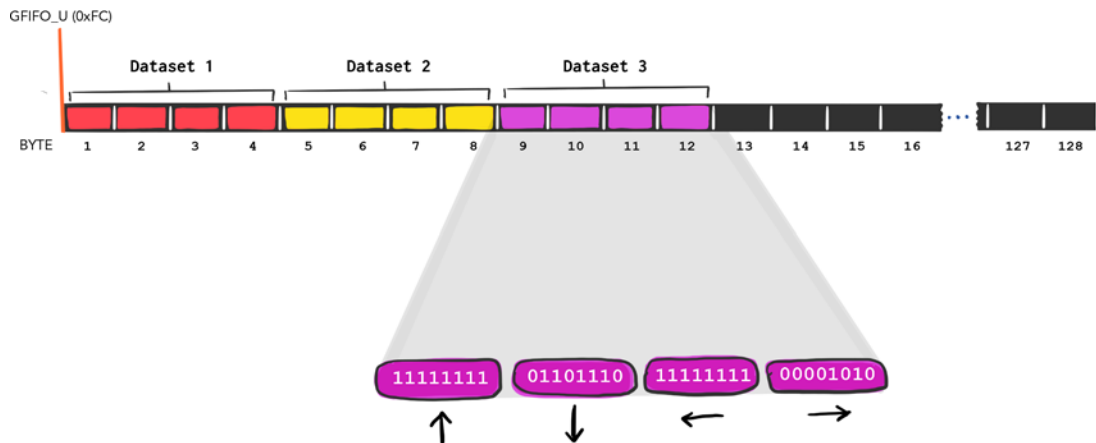 GFIFO_U (0xFC)
Dataset 1 Dataset 2 Dataset 3
BYTE 1 2 3 4 5 6 7 8 9 10 11 12 13 14 15 16 127 128
11111111 01101110 11111111 00001010